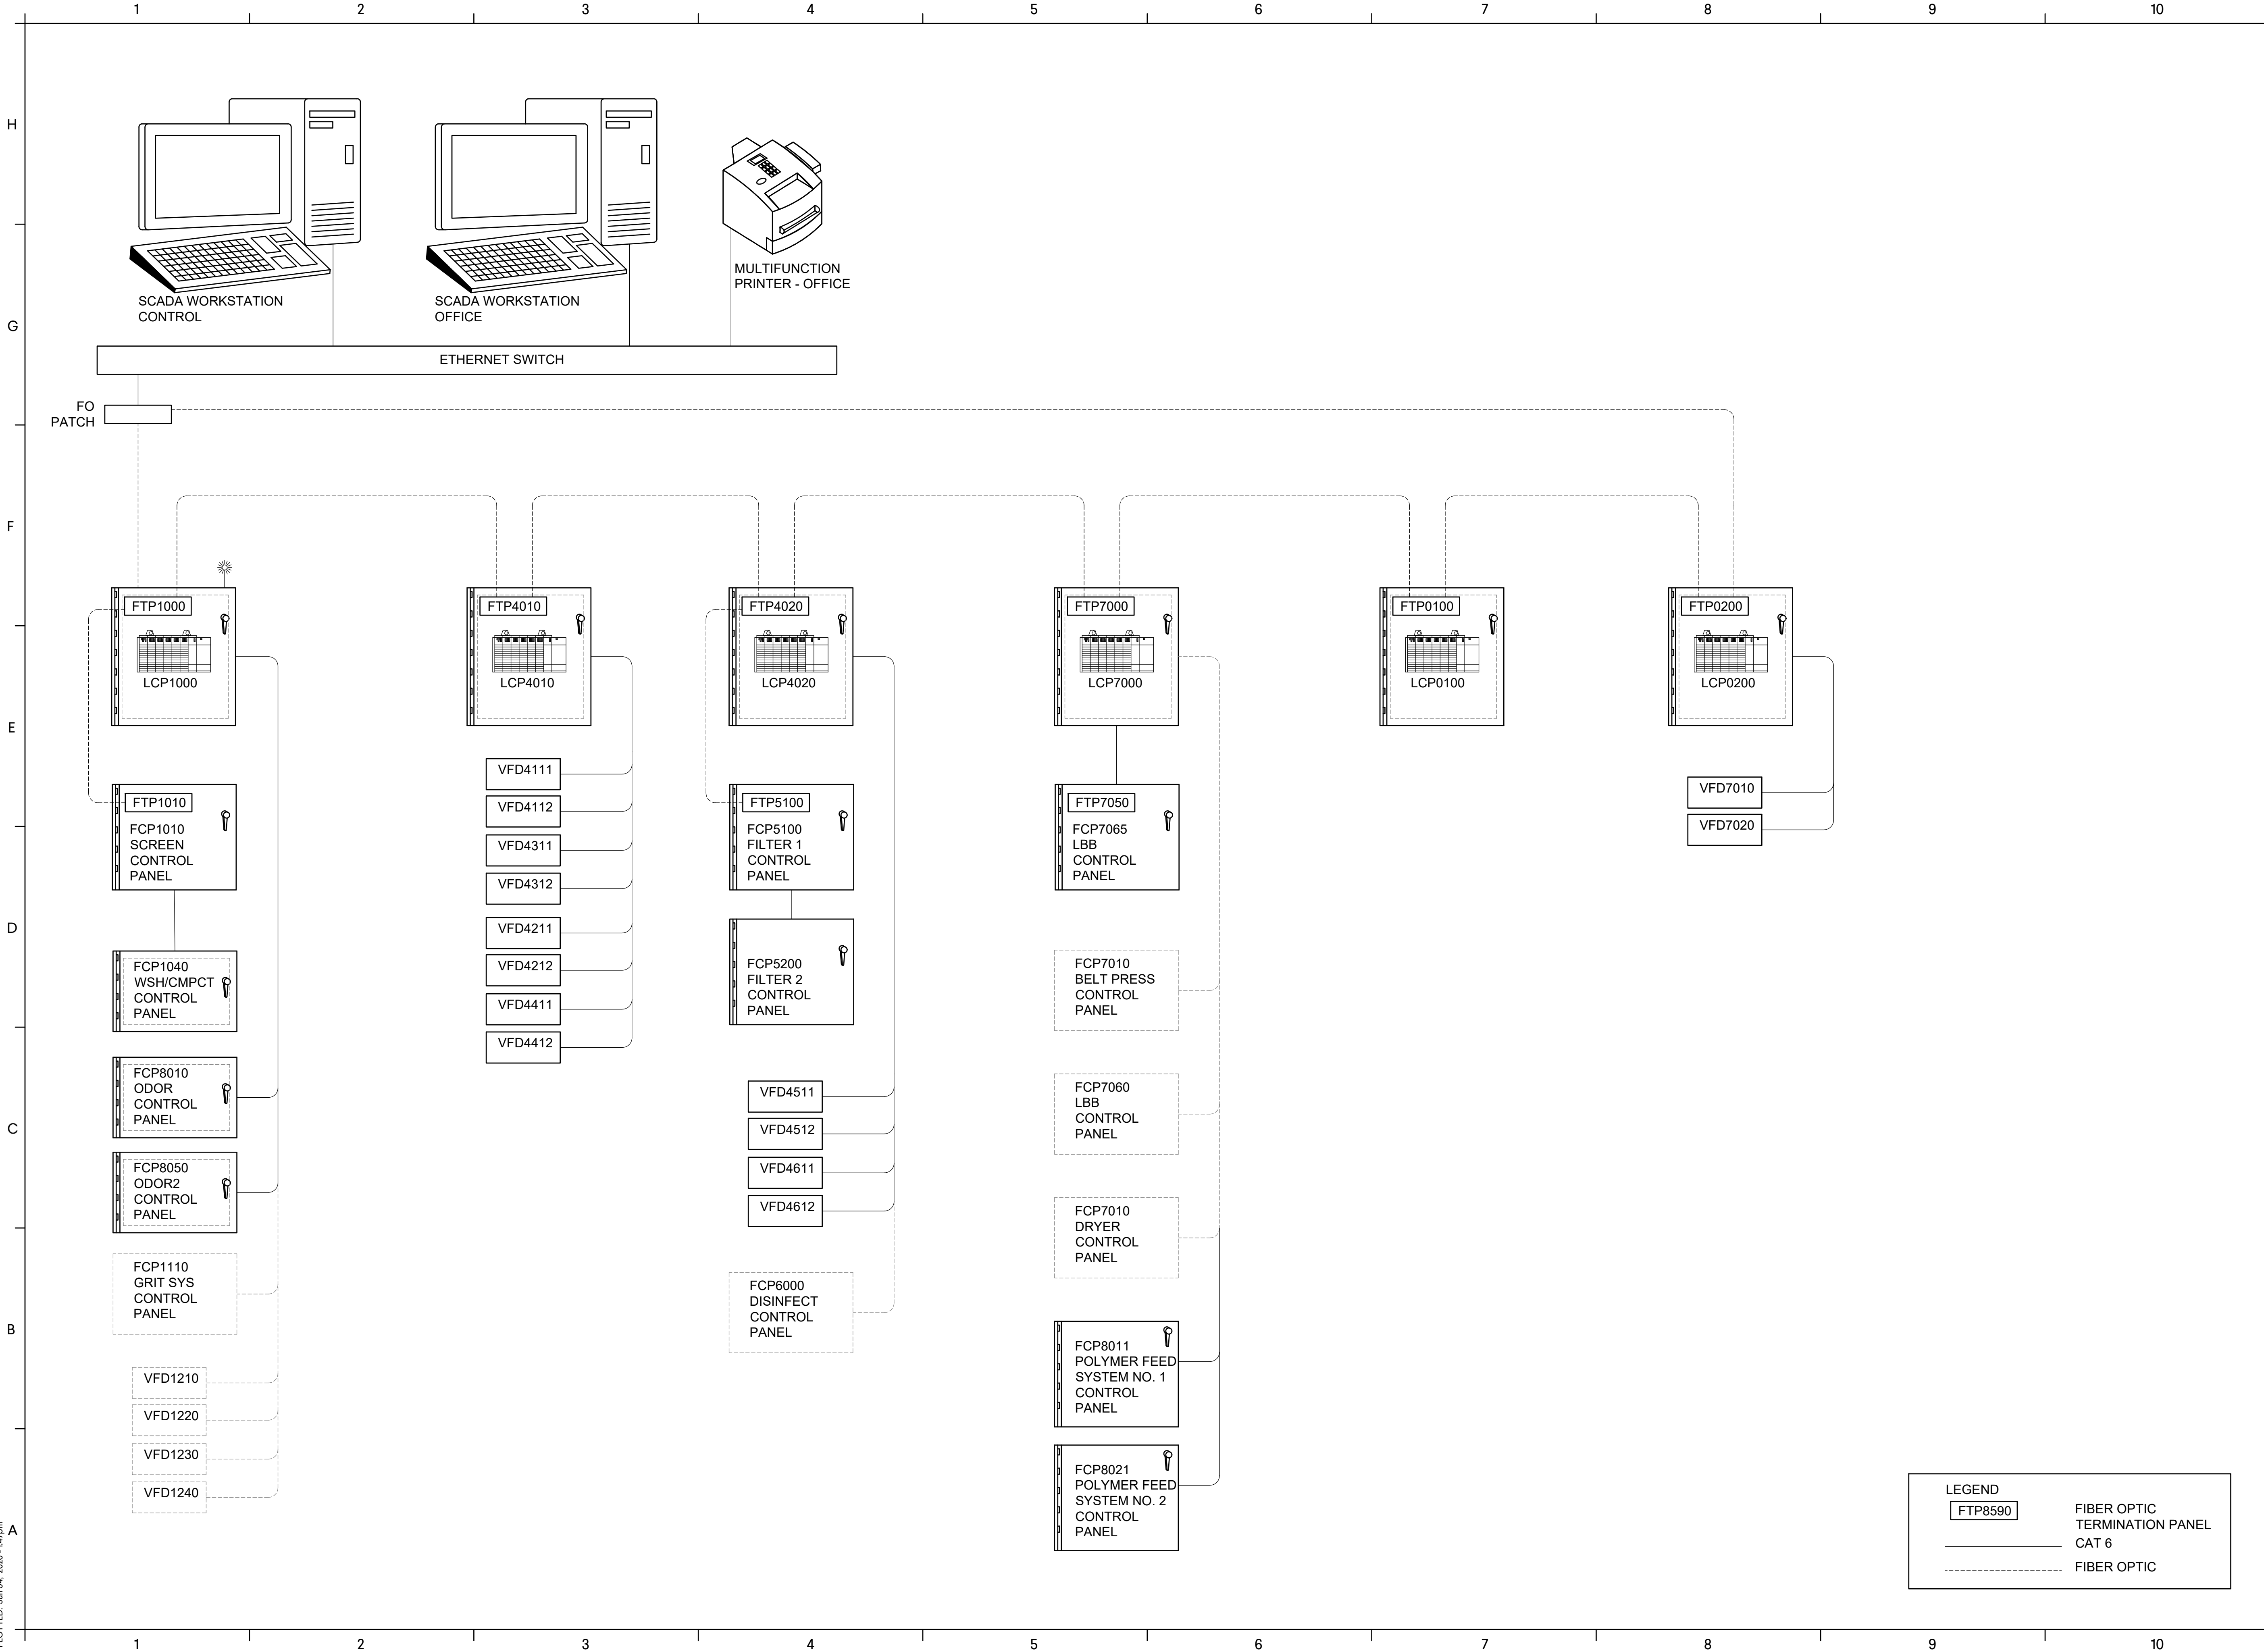 1 2 3 4 5 6 7 8 9 10
H
SCADA WORKSTATION
CONTROL
SCADA WORKSTATION
OFFICE
MULTIFUNCTION
PRINTER - OFFICE
G
ETHERNET SWITCH
FO
PATCH
F
FTP1000
LCP1000
FTP4010
LCP4010
FTP4020
LCP4020
FTP7000
LCP7000
FTP0100
LCP0100
FTP0200
LCP0200
E
FTP1010
FCP1010
SCREEN
CONTROL
PANEL
VFD4111
VFD4112
VFD4311
VFD4312
VFD4211
VFD4212
VFD4411
VFD4412
FTP5100
FCP5100
FILTER 1
CONTROL
PANEL
FTP7050
FCP7065
LBB
CONTROL
PANEL
VFD7010
VFD7020
D
FCP1040
WSH/CMPCT
CONTROL
PANEL
FCP5200
FILTER 2
CONTROL
PANEL
FCP7010
BELT PRESS
CONTROL
PANEL
C
FCP8010
ODOR
CONTROL
PANEL
FCP8050
ODOR2
CONTROL
PANEL
VFD4511
VFD4512
VFD4611
VFD4612
FCP7060
LBB
CONTROL
PANEL
FCP7010
DRYER
CONTROL
PANEL
B
FCP1110
GRIT SYS
CONTROL
PANEL
FCP6000
DISINFECT
CONTROL
PANEL
FCP8011
POLYMER FEED
SYSTEM NO. 1
CONTROL
PANEL
VFD1210
VFD1220
VFD1230
VFD1240
FCP8021
POLYMER FEED
SYSTEM NO. 2
CONTROL
PANEL
A
LEGEND
FTP8590
FIBER OPTIC
TERMINATION PANEL
CAT 6
FIBER OPTIC
1 2 3 4 5 6 7 8 9 10